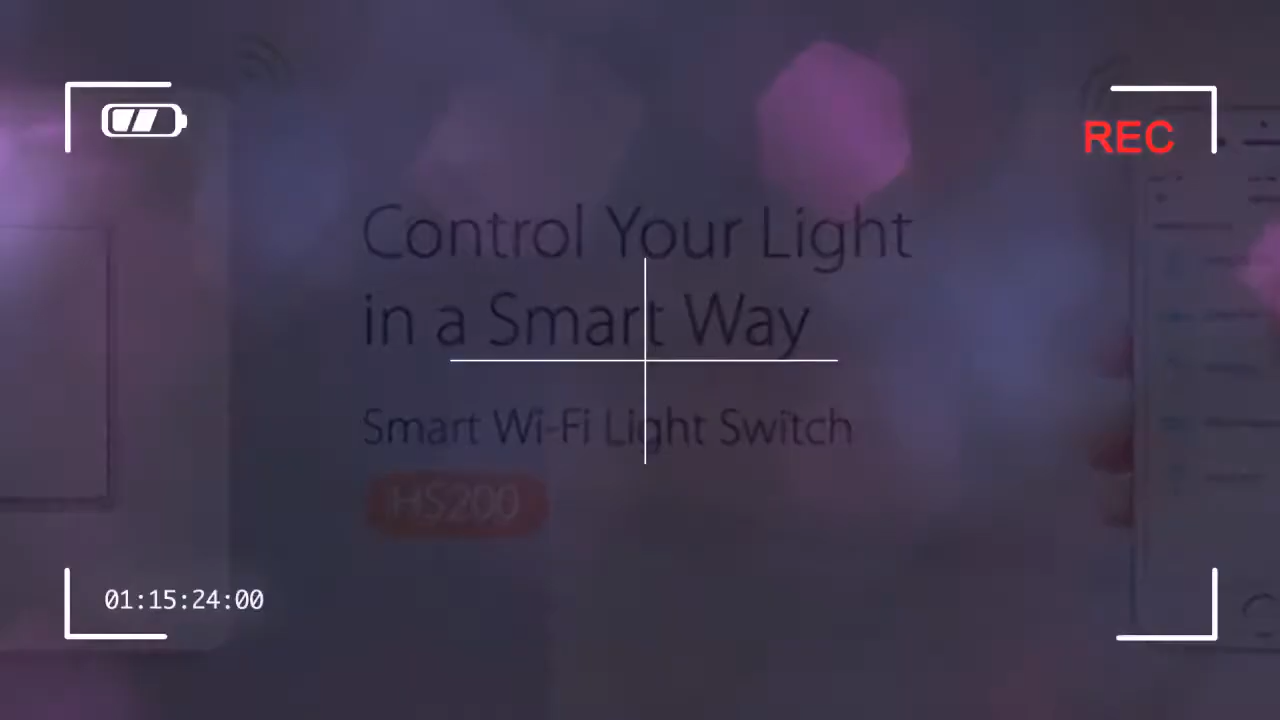 REC
Control Your Light
in a Smart Way
Smart Wi-Fi Light Switch
HS200
01:15:24:00